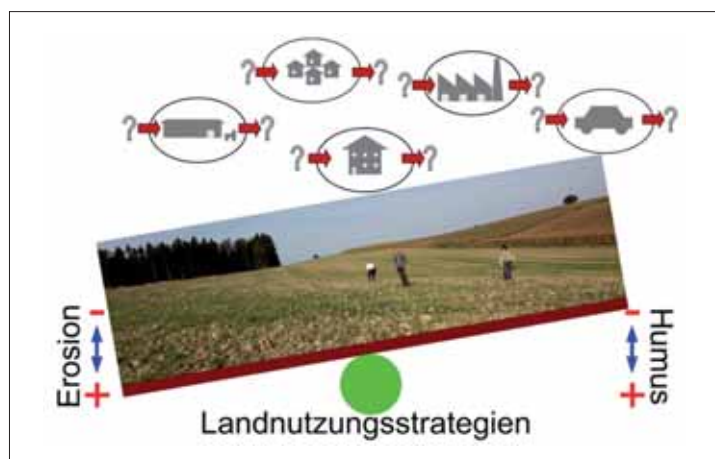 ? ?
? ?
? ?
? ?
? ?
Erosion
- +
Humus
- +
Landnutzungsstrategien